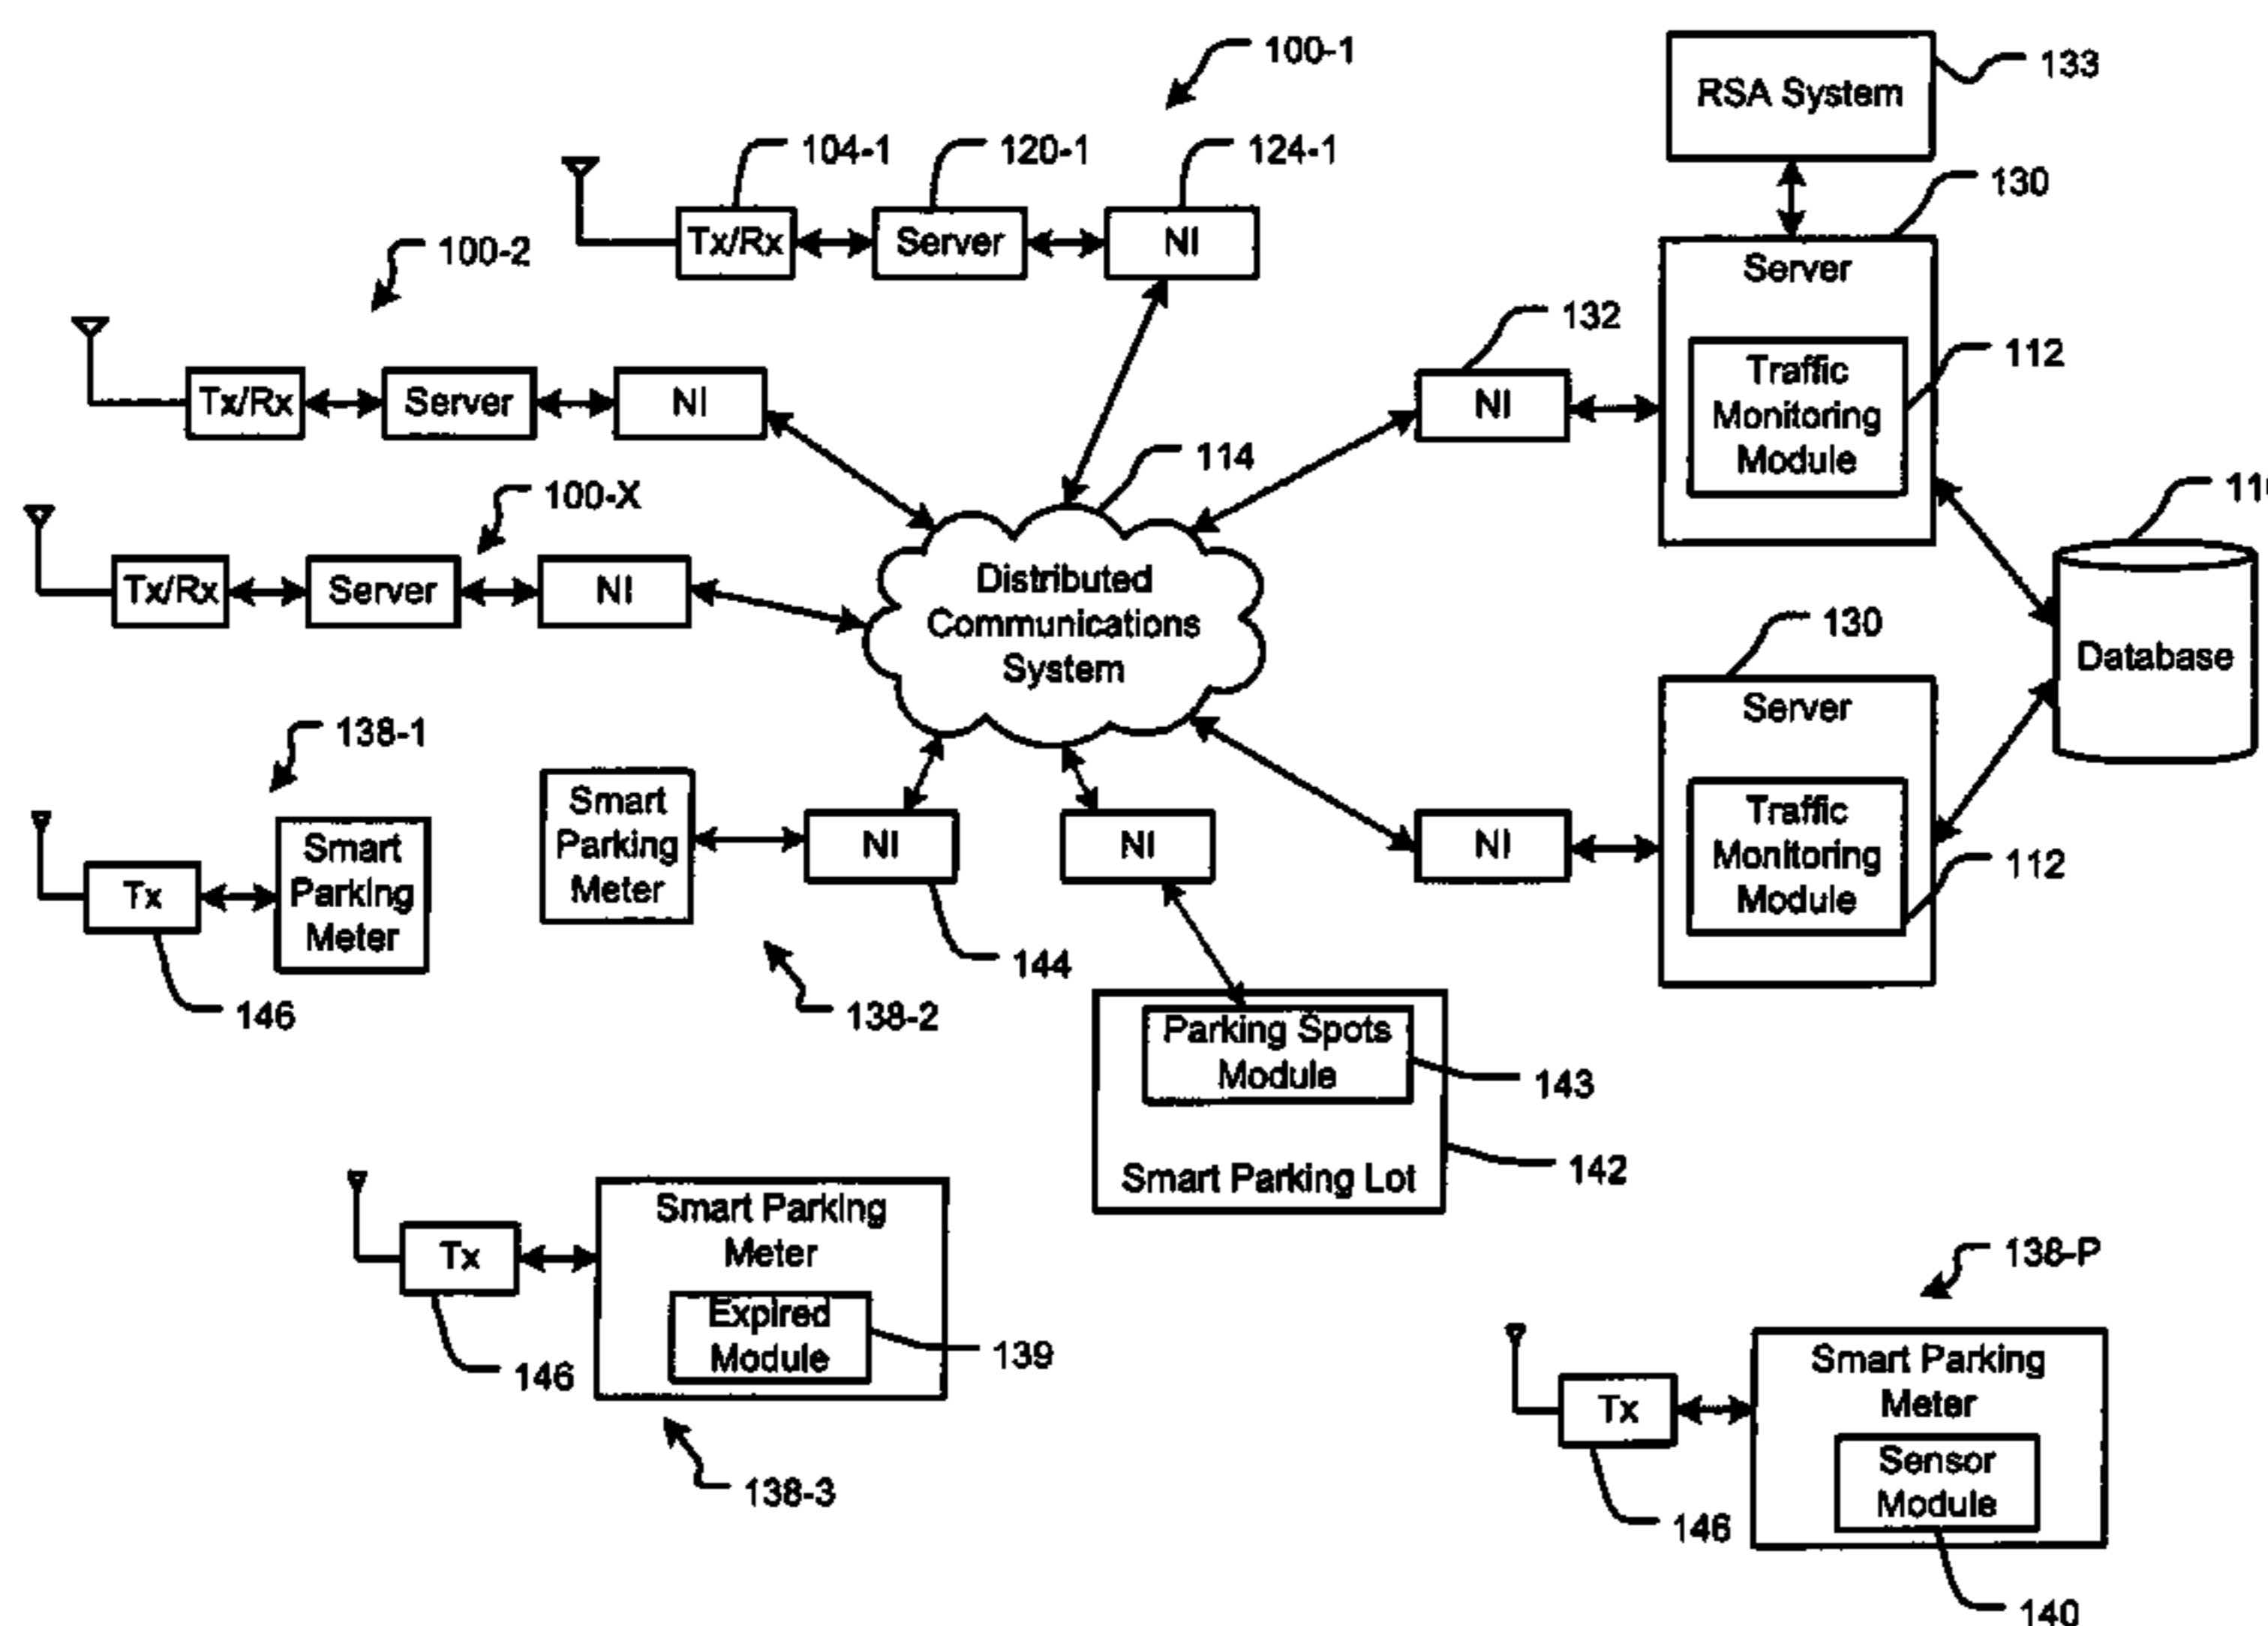 100-1
133
RSA System
104-1
120-1
124-1
130
100-2
Tx/Rx
Server
NI
Server
132
112
Traffic
Monitoring
Module
Tx/Rx
Server
NI
NI
114
100-X
Distributed
Communications
System
Tx/Rx
Server
NI
130
Database
Server
138-1
Smart
Parking
Meter
NI
NI
NI
Traffic
Monitoring
Module
112
Tx
Smart
Parking
Meter
144
146
138-2
Parking Spots
Module
143
Smart Parking Lot
142
Tx
Smart Parking
Meter
Expired
Module
139
146
138-3
138-P
Tx
Smart Parking
Meter
Sensor
Module
146
140